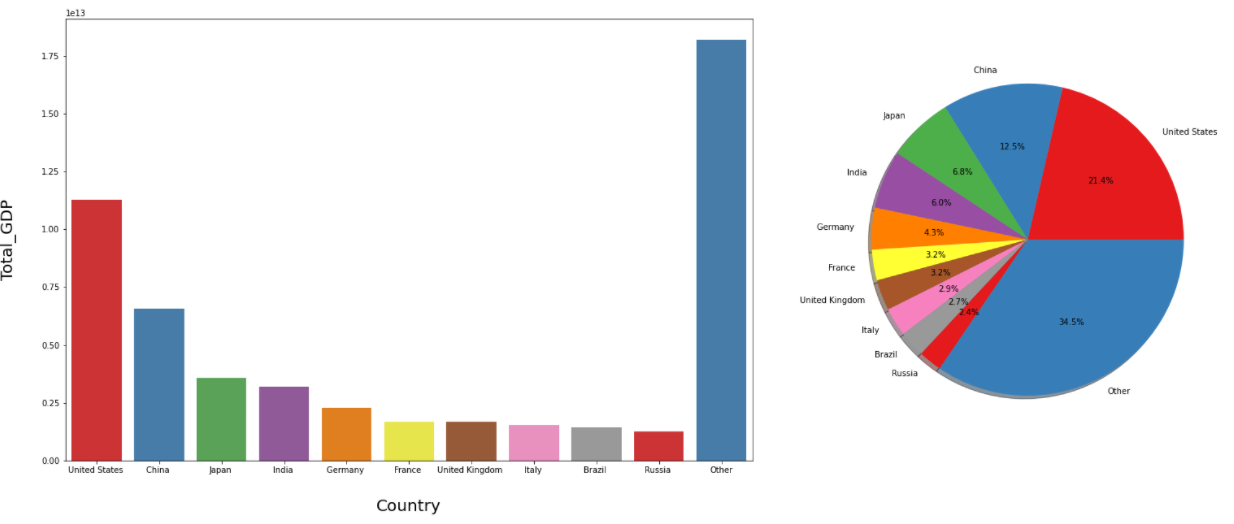 1e13
1.75
1.50
1.25
1.00
0.75
0.50
0.25
0.00
Total_GDP
United States China Japan India Germany France United Kingdom Italy Brazil Russia Other
Country
China
Japan
United States
India
Germany
France
United Kingdom
Italy
Brazil
Russia
Other
12.5%
6.8%
21.4%
6.0%
4.3%
3.2%
3.2%
2.9%
2.7%
2.4%
34.5%